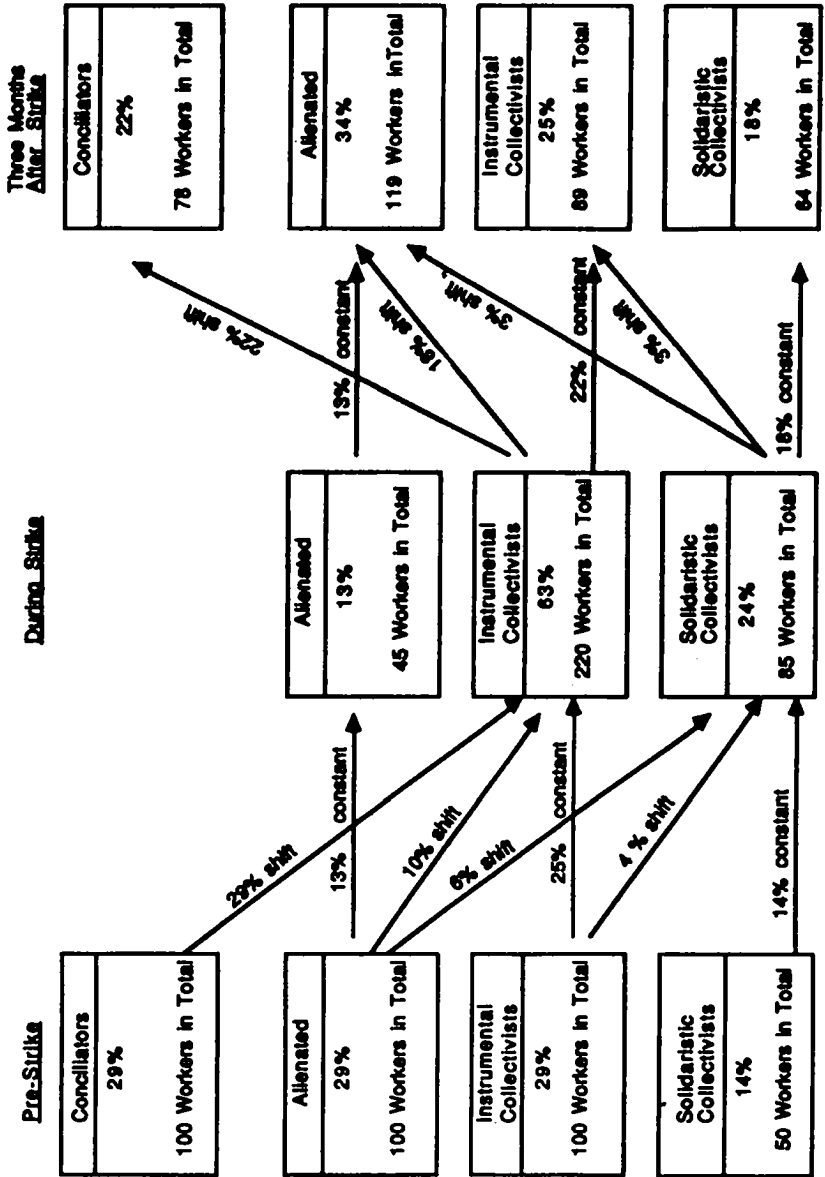 Pre-Strike
Conciliators
29%
100 Workers in Total
Alienated
29%
100 Workers in Total
Instrumental
Collectivists
29%
100 Workers in Total
Solidaristic
Collectivists
14%
50 Workers in Total
29% shift
13% constant
10% shift
6% shift
25% constant
4 % shift
14% constant
During Strike
Alienated
13%
45 Workers in Total
Instrumental
Collectivists
63%
220 Workers in Total
Solidaristic
Collectivists
24%
85 Workers in Total
22% shift
13% constant
18% shift
3% shift
22% constant
3% shift
18% constant
Three Months
After Strike
Conciliators
22%
78 Workers in Total
Alienated
34%
119 Workers inTotal
Instrumental
Collectivists
25%
89 Workers in Total
Solidaristic
Collectivists
18%
64 Workers in Total